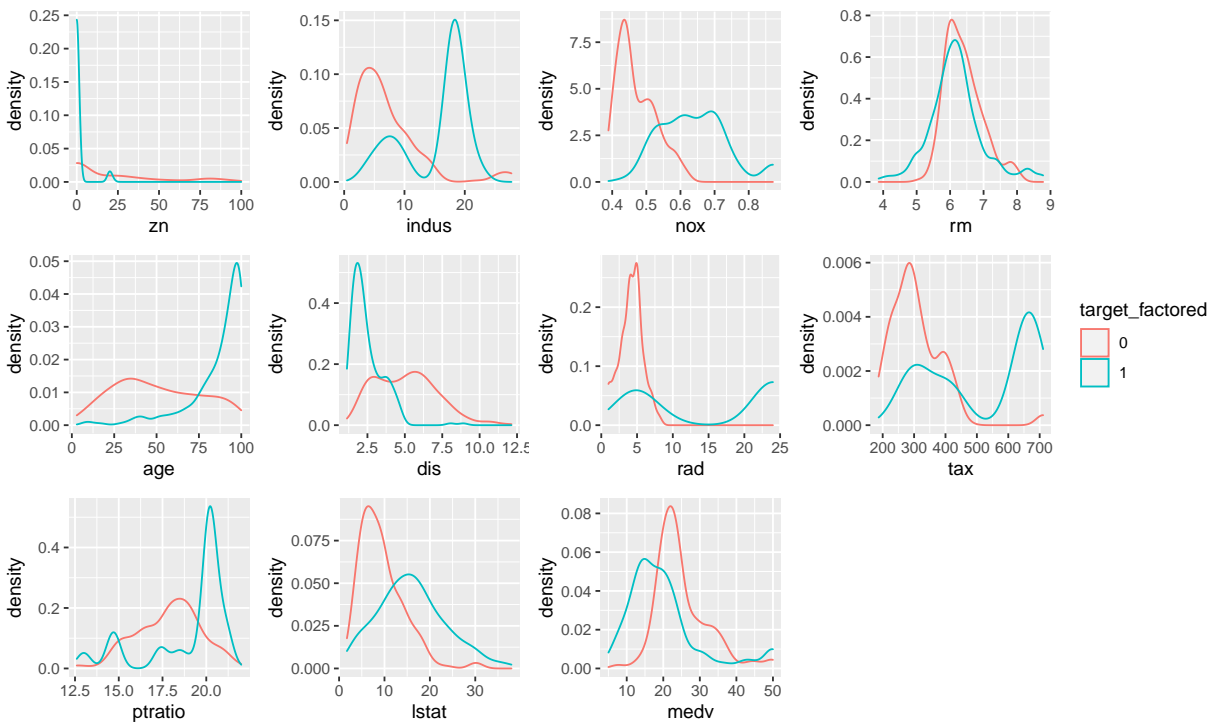 density
0.25
0.20
0.15
0.10
0.05
0.00
0 25 50 75 100
zn
density
0.15
0.10
0.05
0.00
0 10 20
indus
density
7.5
5.0
2.5
0.0
0.4 0.5 0.6 0.7 0.8
nox
density
0.8
0.6
0.4
0.2
0.0
4 5 6 7 8 9
rm
density
0.05
0.04
0.03
0.02
0.01
0.00
0 25 50 75 100
age
density
0.4
0.2
0.0
2.5 5.0 7.5 10.0 12.5
dis
density
0.2
0.1
0.0
0 5 10 15 20 25
rad
density
0.006
0.004
0.002
0.000
200 300 400 500 600 700
tax
target_factored
0
1
density
0.4
0.2
0.0
12.5 15.0 17.5 20.0
ptratio
density
0.075
0.050
0.025
0.000
0 10 20 30
lstat
density
0.08
0.06
0.04
0.02
0.00
10 20 30 40 50
medv